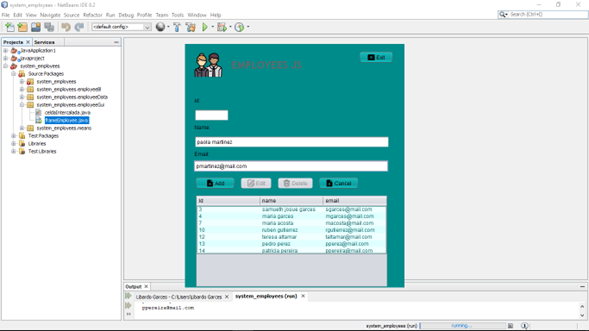 system_employees - NetBeans IDE 8.2
File Edit View Navigate Source Refactor Run Debug Profile Team Tools Window Help
<default config>
Search (Ctrl+I)
Projects Services
JavaApplication1
javaproject
system_employees
Source Packages
system_employees
system_employees.employeeBl
system_employees.employeeData
system_employees.employeeGui
celdaIntercalada.java
frameEmployee.java
system_employees.means
Test Packages
Libraries
Test Libraries
EMPLOYEES IT
Exit
Id:
Name:
paola martinez
Email:
pmartinez@mail.com
Add Edit Delete Cancel
Id name email
3 samuelth josue garces sgarces@mail.com
4 maria garces mgarces@mail.com
7 maria acosta macosta@mail.com
10 ruben gutierrez rgutierrez@mail.com
12 teresa altamar taltamar@mail.com
13 pedro perez pperez@mail.com
14 patricia pereira ppereira@mail.com
Output
Libardo Garces - C:\Users\Libardo Garces system_employees (run)
ppereira@mail.com
system_employees (run) running...